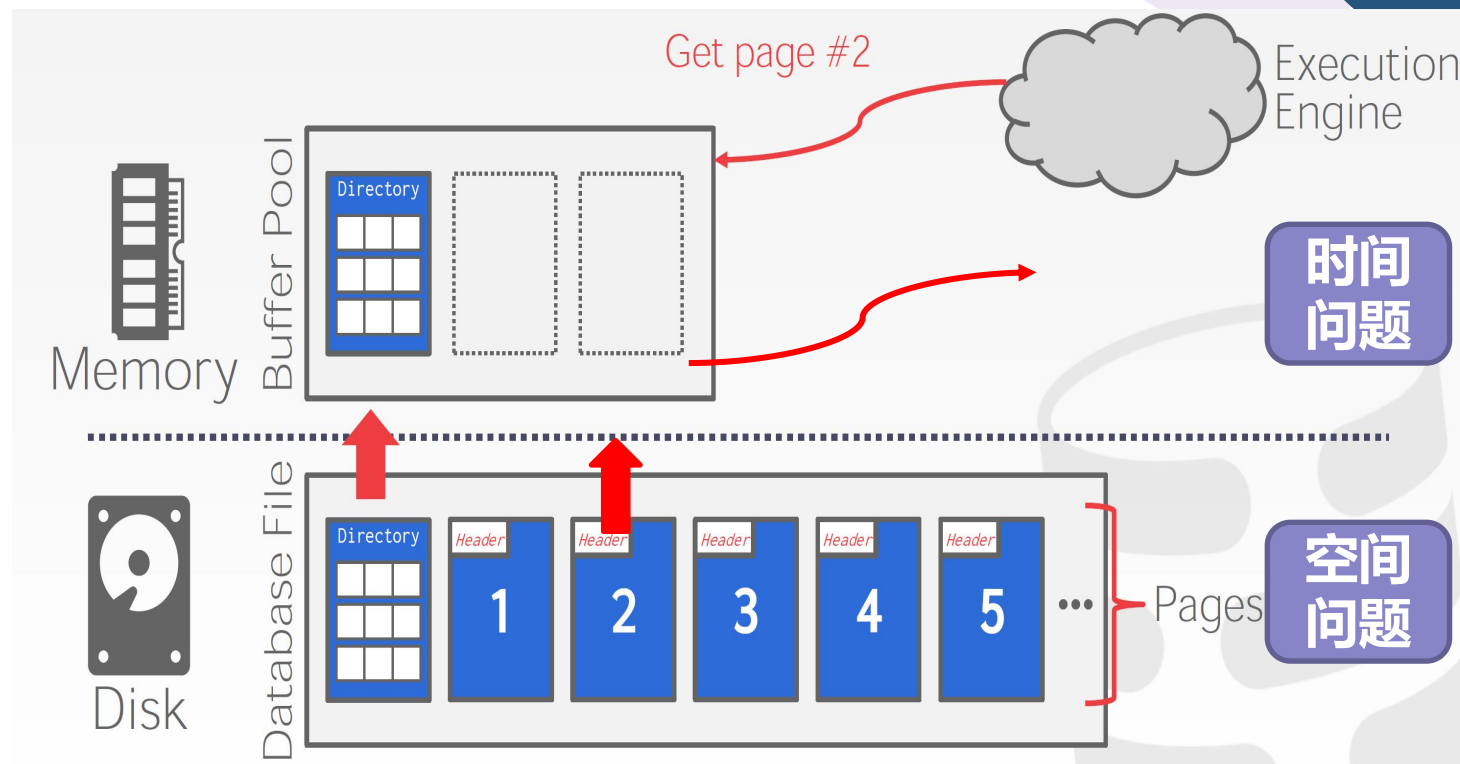 Get page #2
Execution
Engine
Buffer Pool
Directory
时间
问题
Memory
Database File
Directory
Header
1
Header
2
Header
3
Header
4
Header
5
...
Pages
空间
问题
Disk